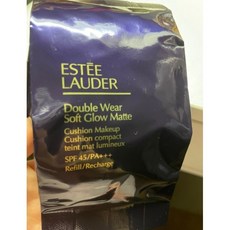 ESTĒE
LAUDER
Double Wear
Soft Glow Matte
Cushion Makeup
Cushion compact
teint mat lumineux
SPF 45/PA+++
Refill/Recharge